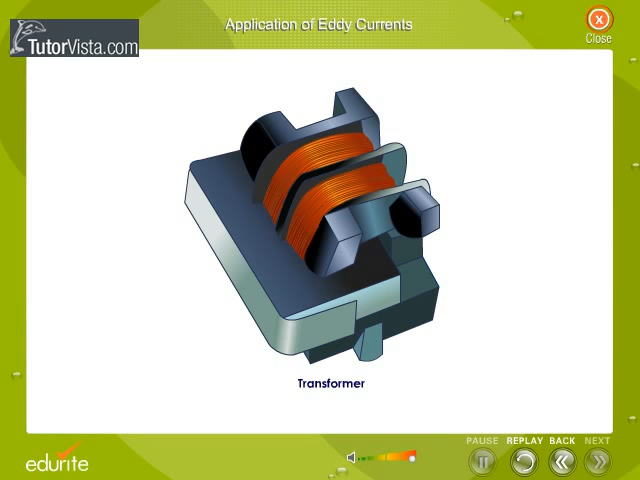 Application of Eddy Currents
TutorVista.com
Close
Transformer
PAUSE REPLAY BACK NEXT
edurite